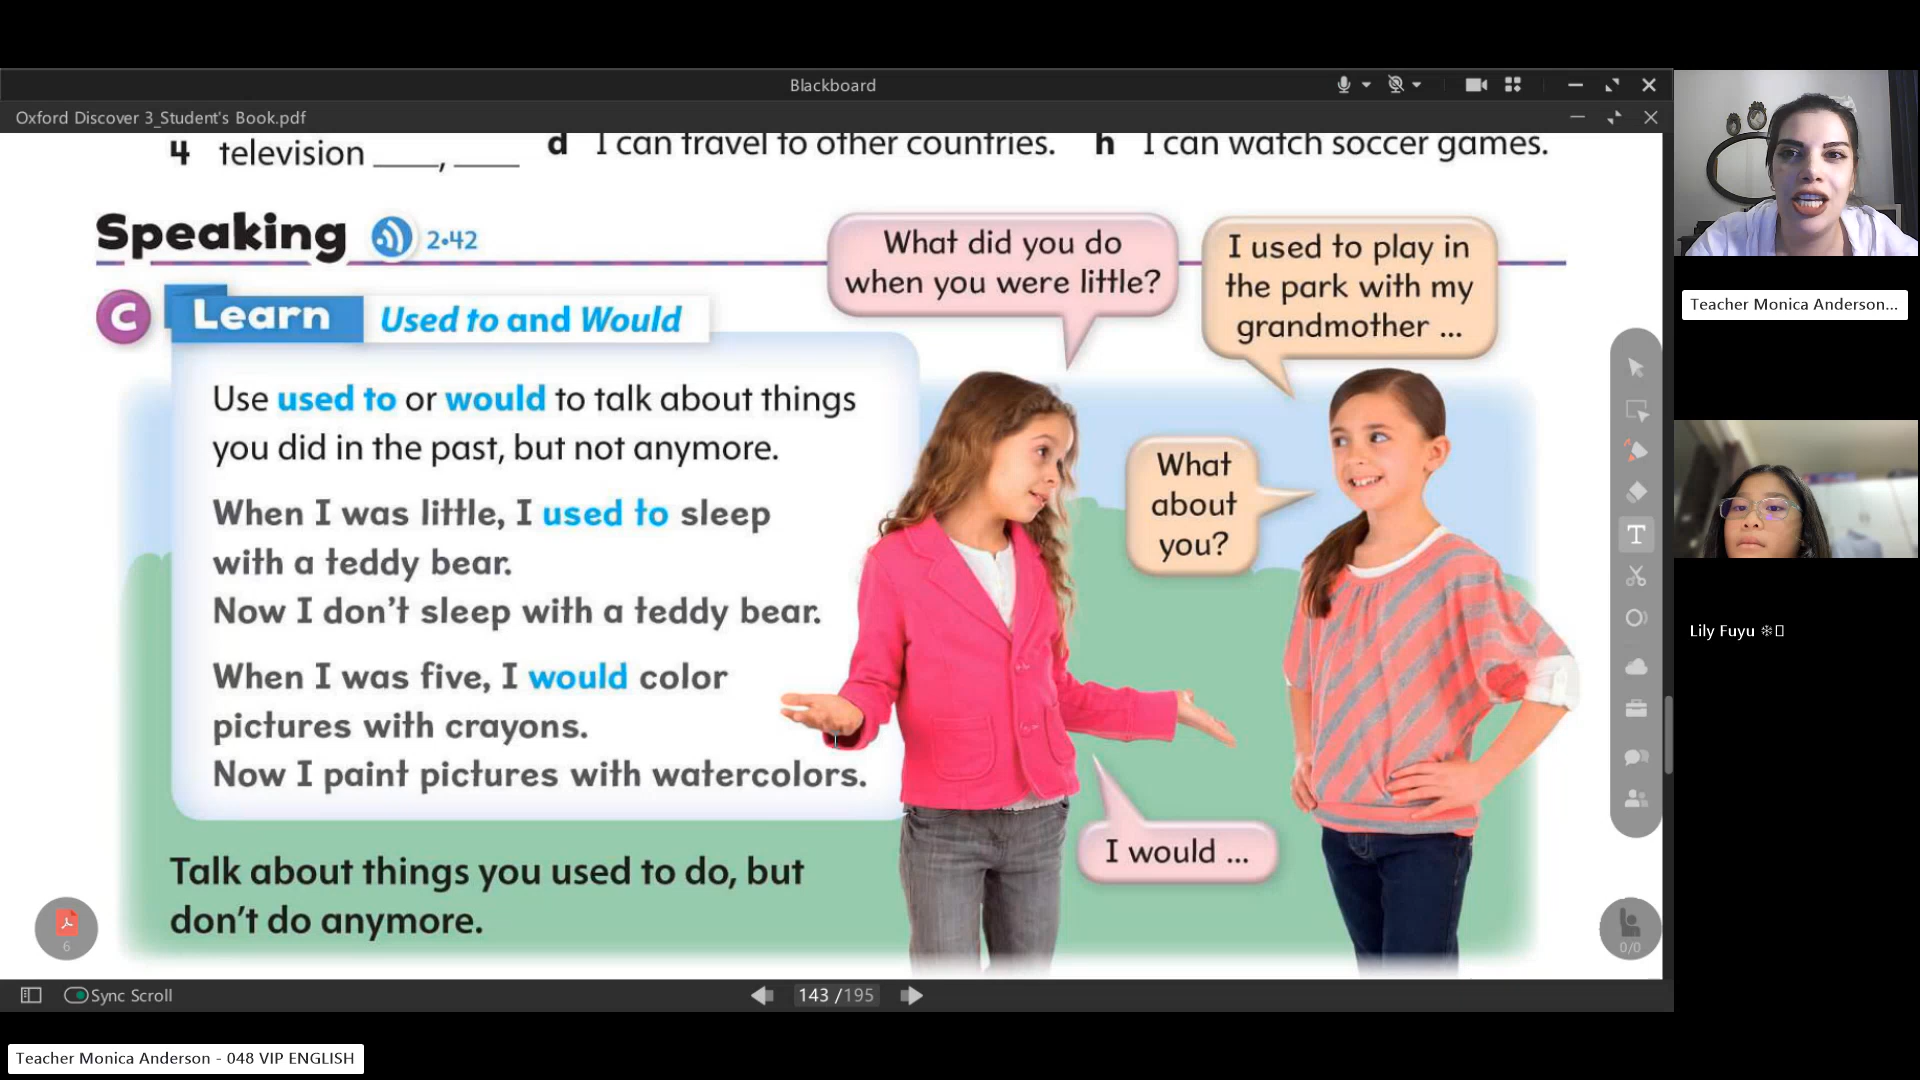 Blackboard
Oxford Discover 3_Student's Book.pdf
4 television ____, ____
d I can travel to other countries.
h I can watch soccer games.
Speaking 2•42
What did you do
when you were little?
I used to play in
the park with my
grandmother ...
C Learn Used to and Would
Use used to or would to talk about things
you did in the past, but not anymore.
When I was little, I used to sleep
with a teddy bear.
Now I don't sleep with a teddy bear.
When I was five, I would color
pictures with crayons.
Now I paint pictures with watercolors.
What
about
you?
I would ...
Talk about things you used to do, but
don't do anymore.
T
6
0/0
Sync Scroll
143 /195
Teacher Monica Anderson...
Lily Fuyu ❄
Teacher Monica Anderson - 048 VIP ENGLISH